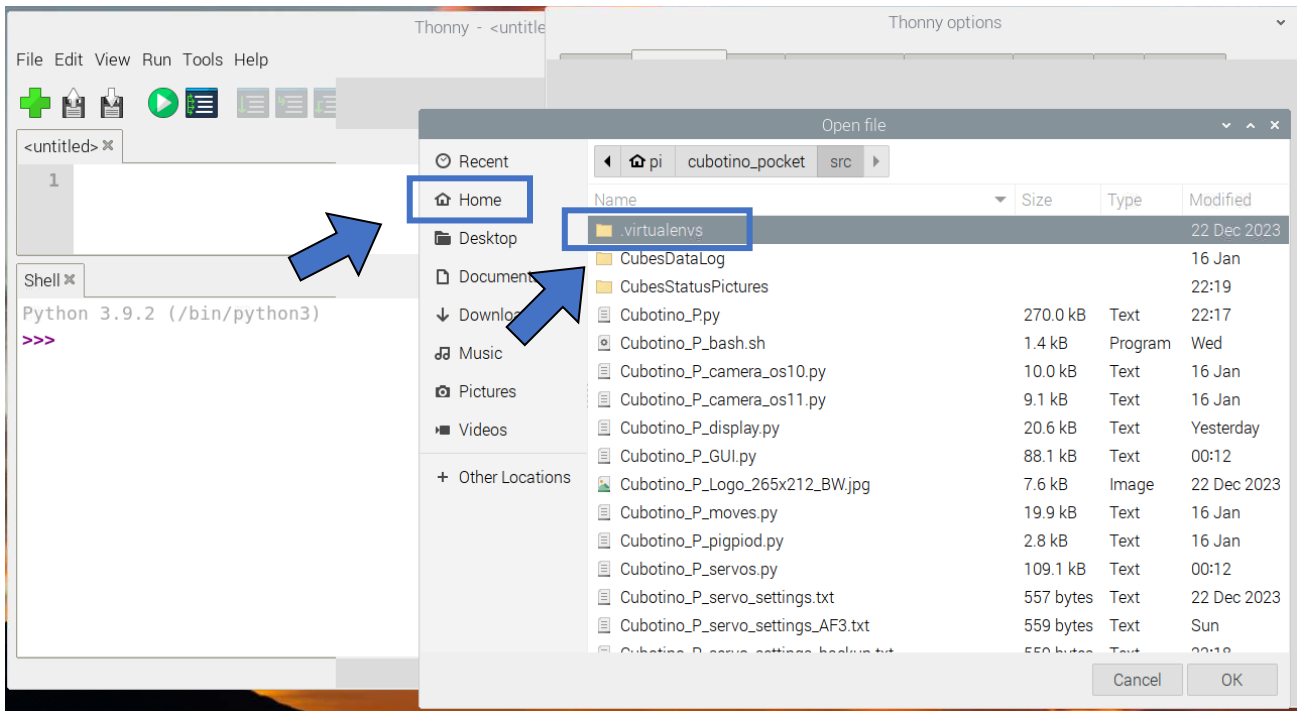 Thonny - <untitle
File Edit View Run Tools Help
<untitled>
1
Shell
Python 3.9.2 (/bin/python3)
>>>
Thonny options
Open file
Recent
Home
Desktop
Document
Downlo
Music
Pictures
Videos
+ Other Locations
pi cubotino_pocket src
Name Size Type Modified
.virtualenvs 22 Dec 2023
CubesDataLog 16 Jan
CubesStatusPictures 22:19
Cubotino_P.py 270.0 kB Text 22:17
Cubotino_P_bash.sh 1.4 kB Program Wed
Cubotino_P_camera_os10.py 10.0 kB Text 16 Jan
Cubotino_P_camera_os11.py 9.1 kB Text 16 Jan
Cubotino_P_display.py 20.6 kB Text Yesterday
Cubotino_P_GUI.py 88.1 kB Text 00:12
Cubotino_P_Logo_265x212_BW.jpg 7.6 kB Image 22 Dec 2023
Cubotino_P_moves.py 19.9 kB Text 16 Jan
Cubotino_P_pigpiod.py 2.8 kB Text 16 Jan
Cubotino_P_servos.py 109.1 kB Text 00:12
Cubotino_P_servo_settings.txt 557 bytes Text 22 Dec 2023
Cubotino_P_servo_settings_AF3.txt 559 bytes Text Sun
Cubotino_P_servo_settings_backup.txt 559 bytes Text 22:18
Cancel OK